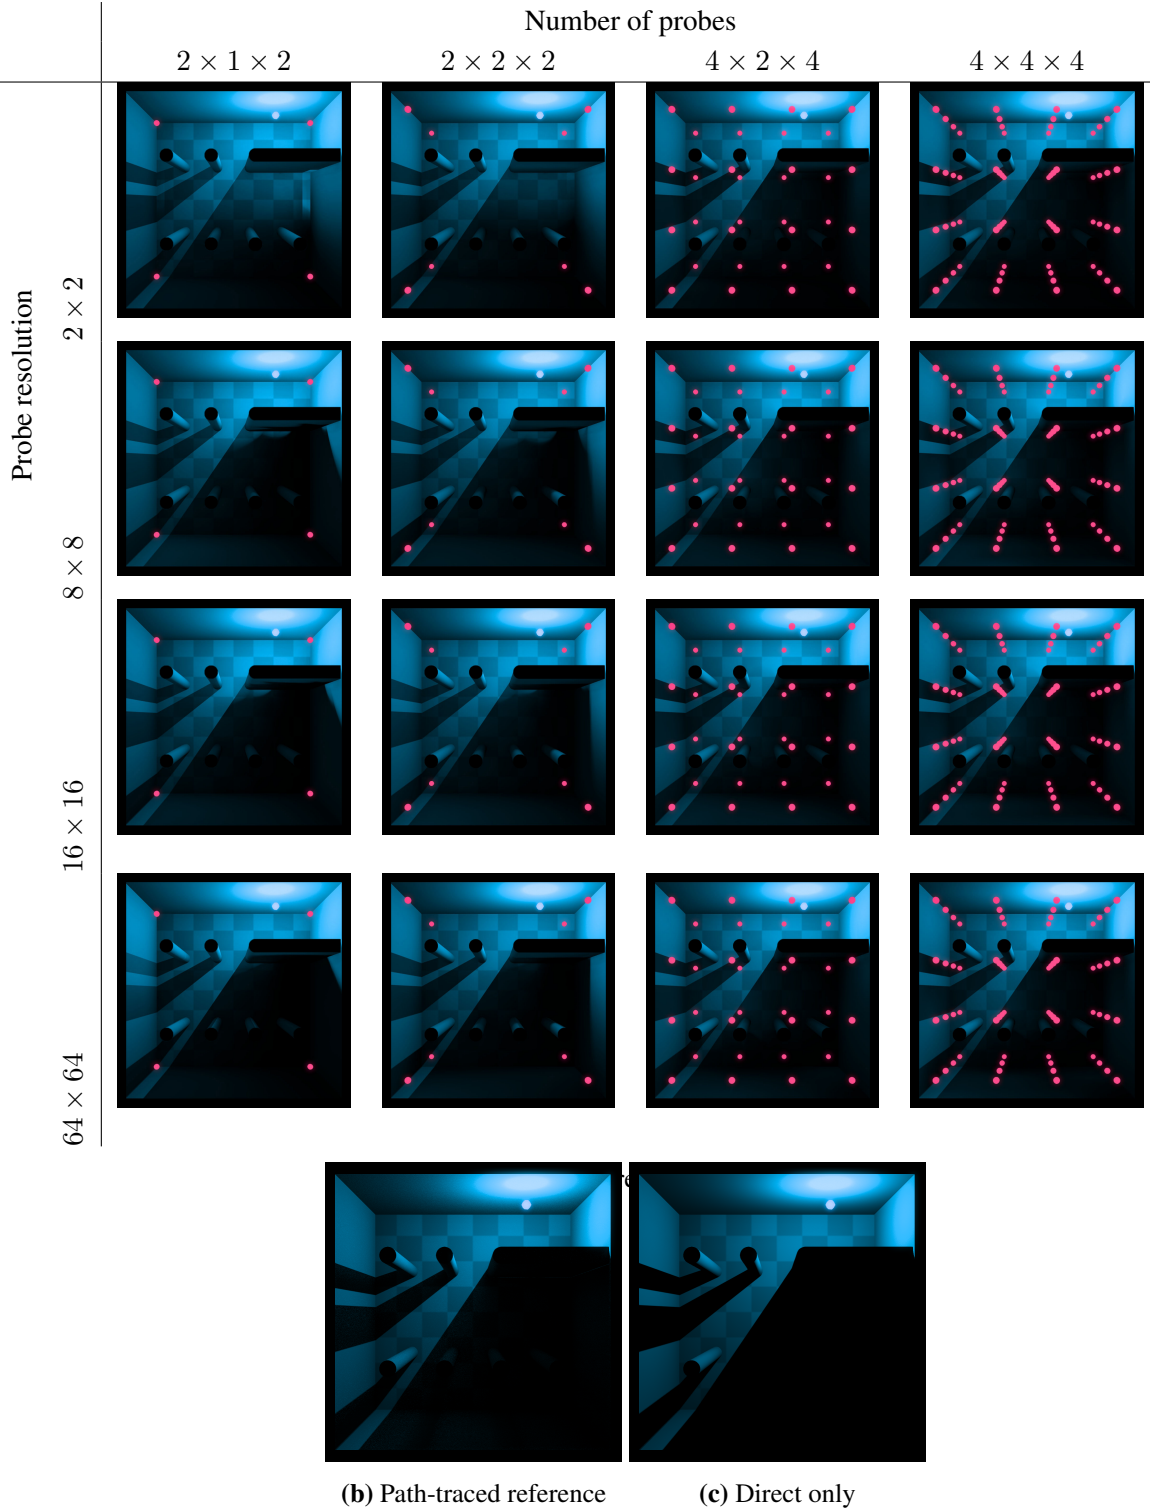 Number of probes
2 × 1 × 2
2 × 2 × 2
4 × 2 × 4
4 × 4 × 4
Probe resolution
2 × 2
8 × 8
16 × 16
64 × 64
(b) Path-traced reference
(c) Direct only